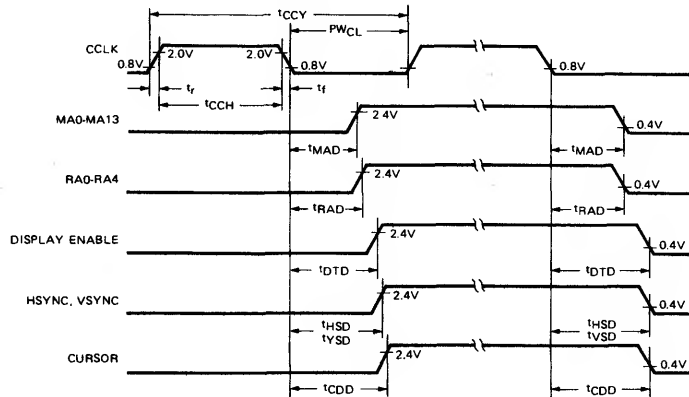 tCCY
PWCL
CCLK
2.0V 2.0V
0.8V 0.8V 0.8V
tr tf
tCCH
MA0-MA13
2.4V 0.4V
tMAD tMAD
RA0-RA4
2.4V 0.4V
tRAD tRAD
DISPLAY ENABLE
2.4V 0.4V
tDTD tDTD
HSYNC, VSYNC
2.4V 0.4V
tHSD tHSD
tYSD tVSD
CURSOR
2.4V 0.4V
tCDD tCDD